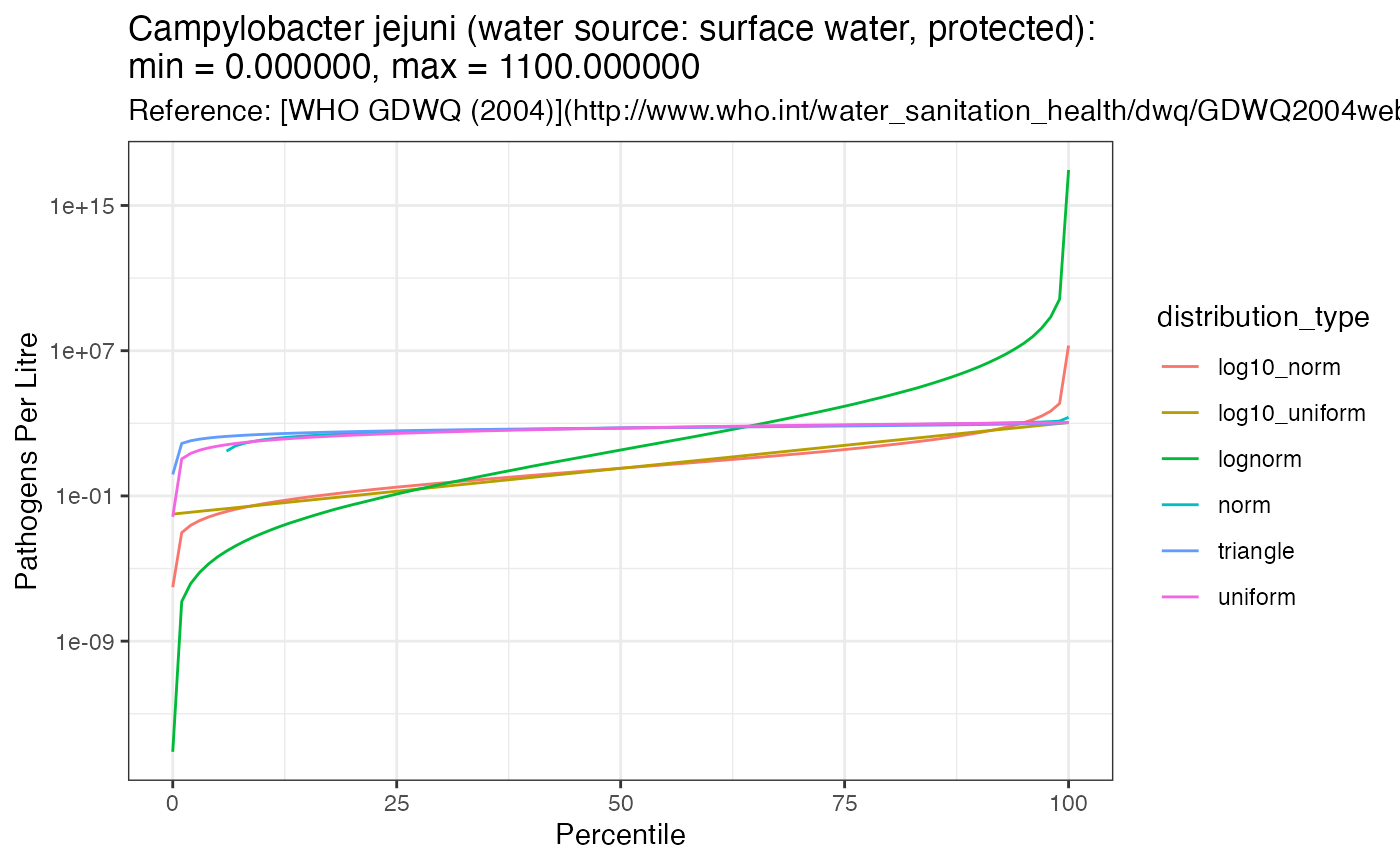 Campylobacter jejuni (water source: surface water, protected):
min = 0.000000, max = 1100.000000
Reference: [WHO GDWQ (2004)](http://www.who.int/water_sanitation_health/dwq/GDWQ2004web
1e+15
1e+07
1e-01
1e-09
Pathogens Per Litre
0 25 50 75 100
Percentile
distribution_type
log10_norm
log10_uniform
lognorm
norm
triangle
uniform